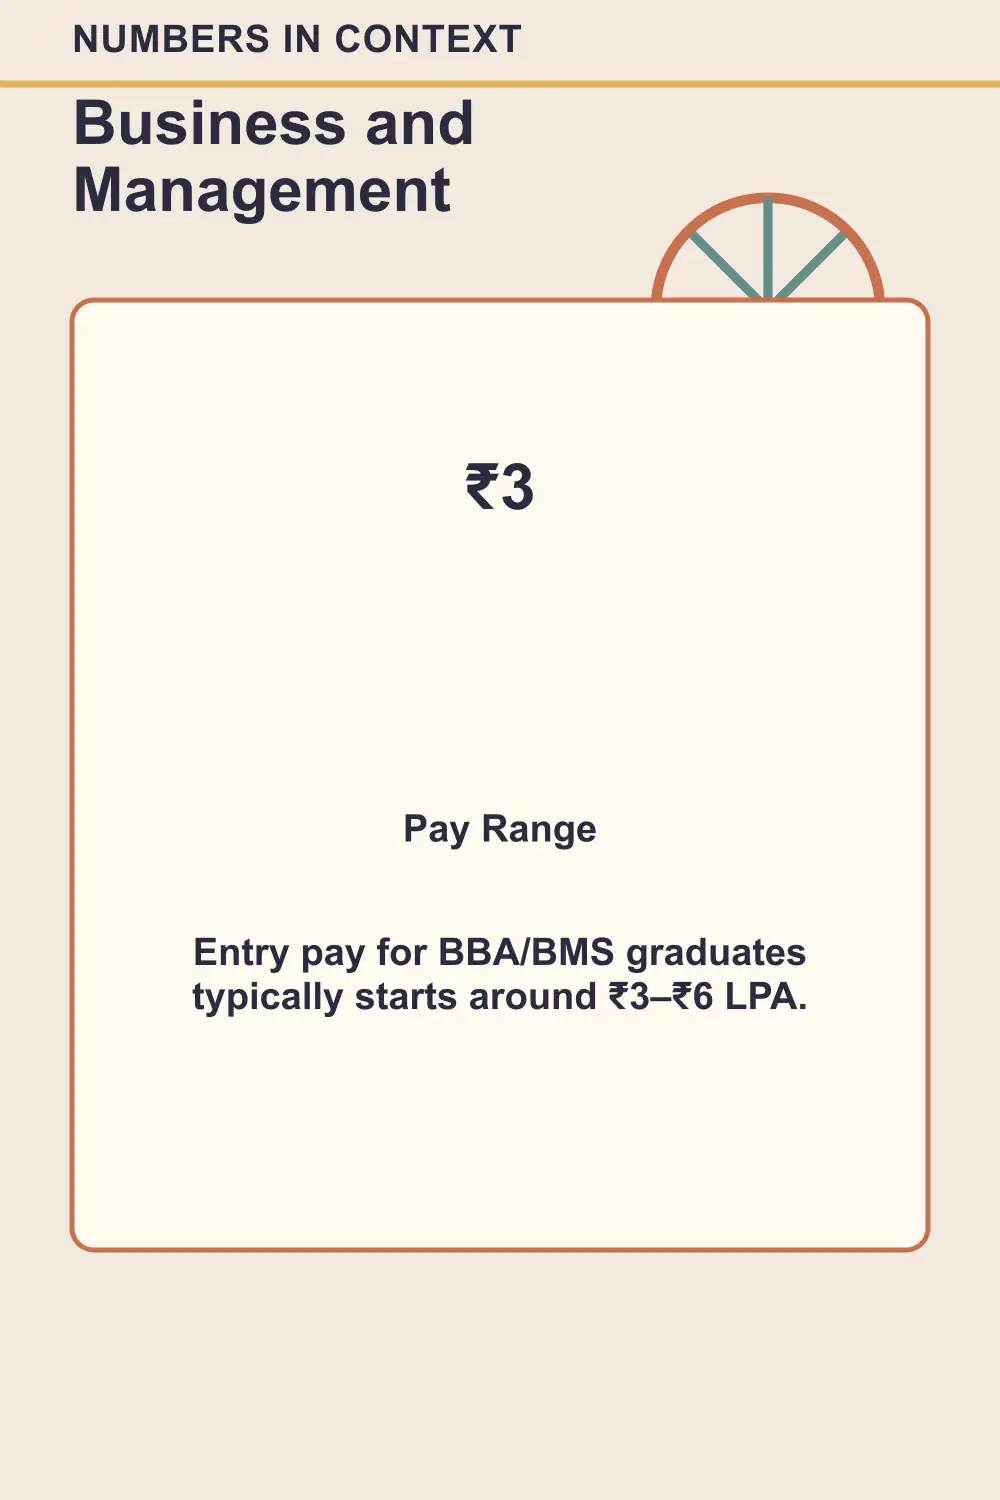 NUMBERS IN CONTEXT
Business and
Management
₹3
Pay Range
Entry pay for BBA/BMS graduates
typically starts around ₹3–₹6 LPA.